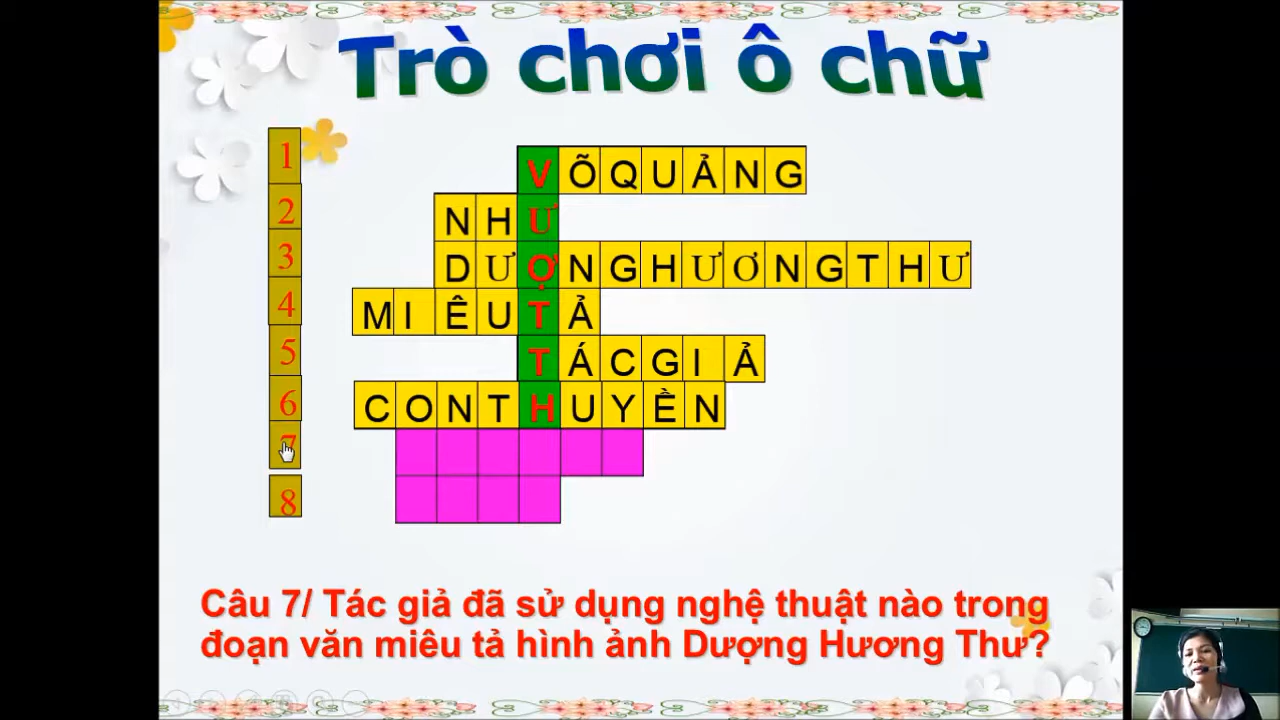 Trò chơi ô chữ
1 VÕQUẢNG
2 NHƯ
3 DƯỢNGHƯƠNGTHƯ
4 MIÊUTẢ
5 TÁCGIẢ
6 CONTHUYỀN
7
8
Câu 7/ Tác giả đã sử dụng nghệ thuật nào trong
đoạn văn miêu tả hình ảnh Dượng Hương Thư?